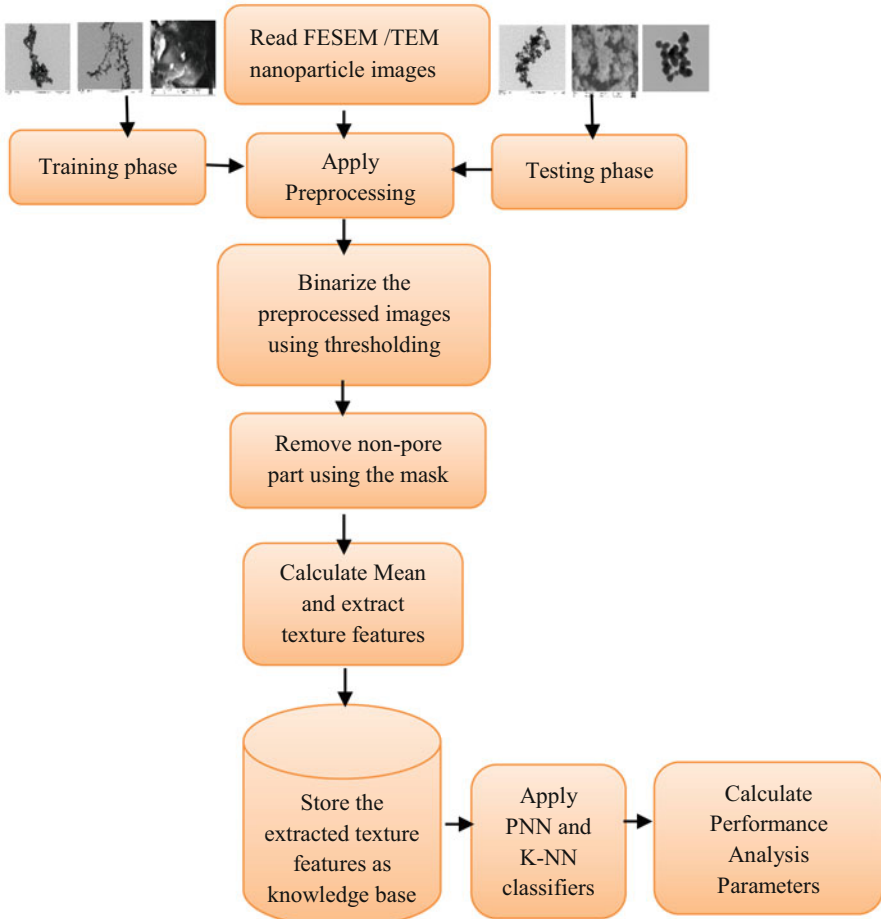 Read FESEM /TEM
nanoparticle images
Training phase
Apply
Preprocessing
Testing phase
Binarize the
preprocessed images
using thresholding
Remove non-pore
part using the mask
Calculate Mean
and extract
texture features
Store the
extracted texture
features as
knowledge base
Apply
PNN and
K-NN
classifiers
Calculate
Performance
Analysis
Parameters